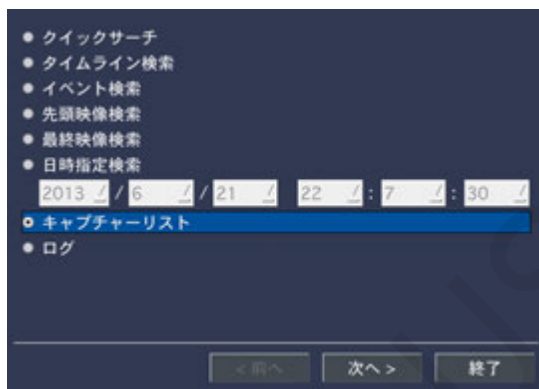 クイックサーチ
タイムライン検索
イベント検索
先頭映像検索
最終映像検索
日時指定検索
2013 / 6 / 21 22 : 7 : 30
キャプチャーリスト
ログ
< 前へ 次へ > 終了